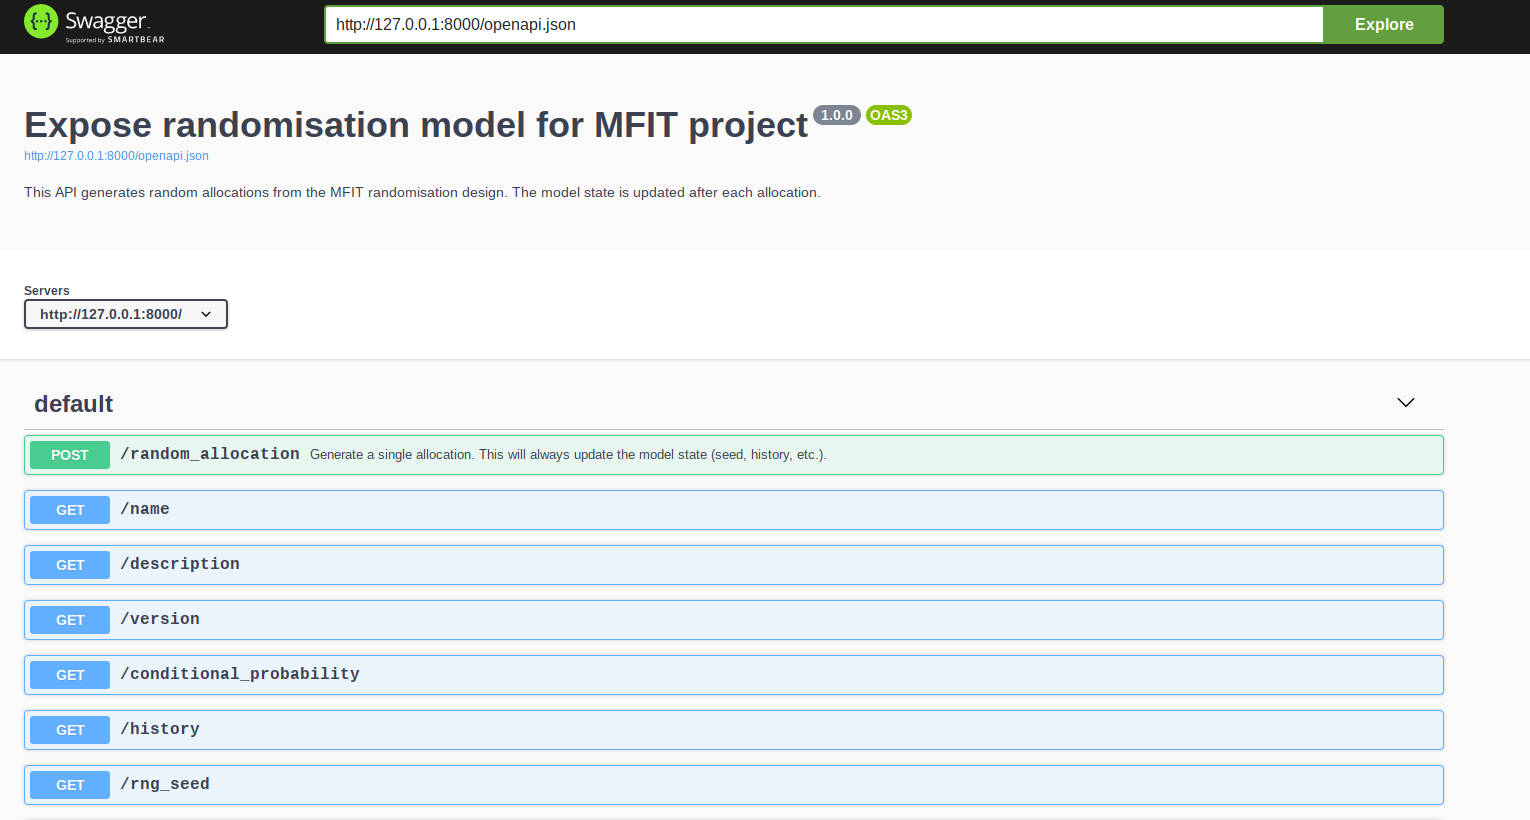 Swagger
Supported by SMARTBEAR
http://127.0.0.1:8000/openapi.json
Explore
Expose randomisation model for MFIT project 1.0.0 OAS3
http://127.0.0.1:8000/openapi.json
This API generates random allocations from the MFIT randomisation design. The model state is updated after each allocation.
Servers
http://127.0.0.1:8000/
default
POST /random_allocation Generate a single allocation. This will always update the model state (seed, history, etc.).
GET /name
GET /description
GET /version
GET /conditional_probability
GET /history
GET /rng_seed